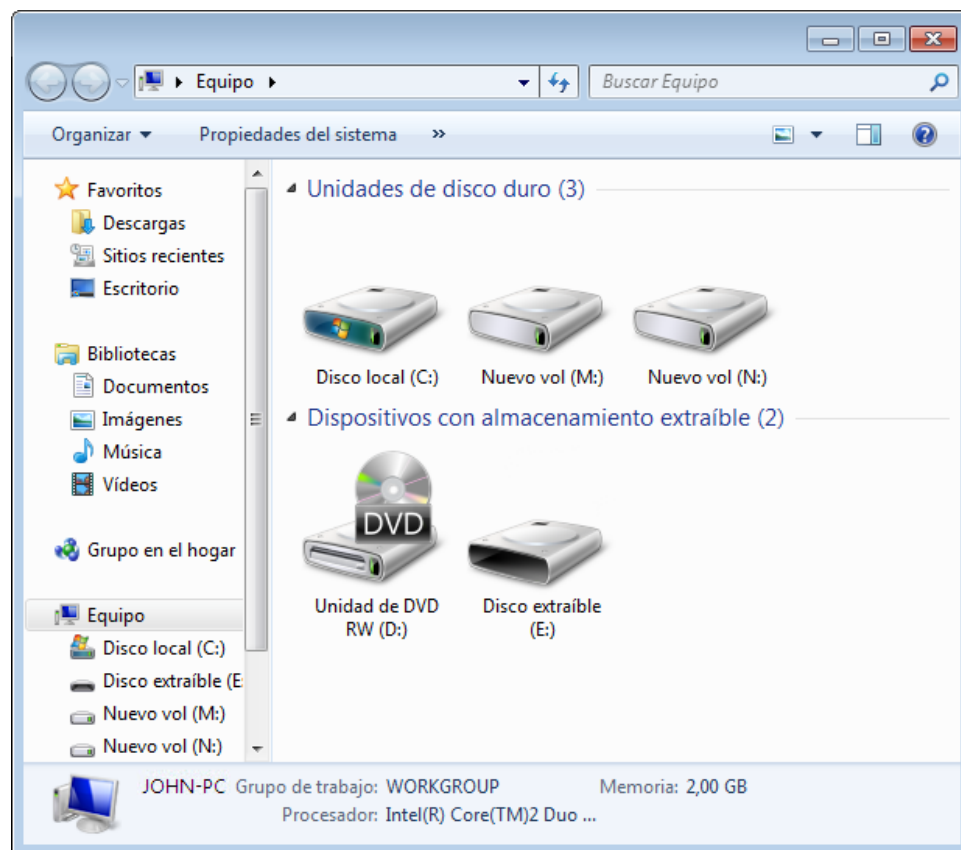 Equipo
Buscar Equipo
Organizar Propiedades del sistema »
Favoritos
Descargas
Sitios recientes
Escritorio
Bibliotecas
Documentos
Imágenes
Música
Vídeos
Grupo en el hogar
Equipo
Disco local (C:)
Disco extraíble (E:
Nuevo vol (M:)
Nuevo vol (N:)
Unidades de disco duro (3)
Disco local (C:) Nuevo vol (M:) Nuevo vol (N:)
Dispositivos con almacenamiento extraíble (2)
DVD
Unidad de DVD
RW (D:)
Disco extraíble
(E:)
JOHN-PC Grupo de trabajo: WORKGROUP Memoria: 2,00 GB
Procesador: Intel(R) Core(TM)2 Duo ...